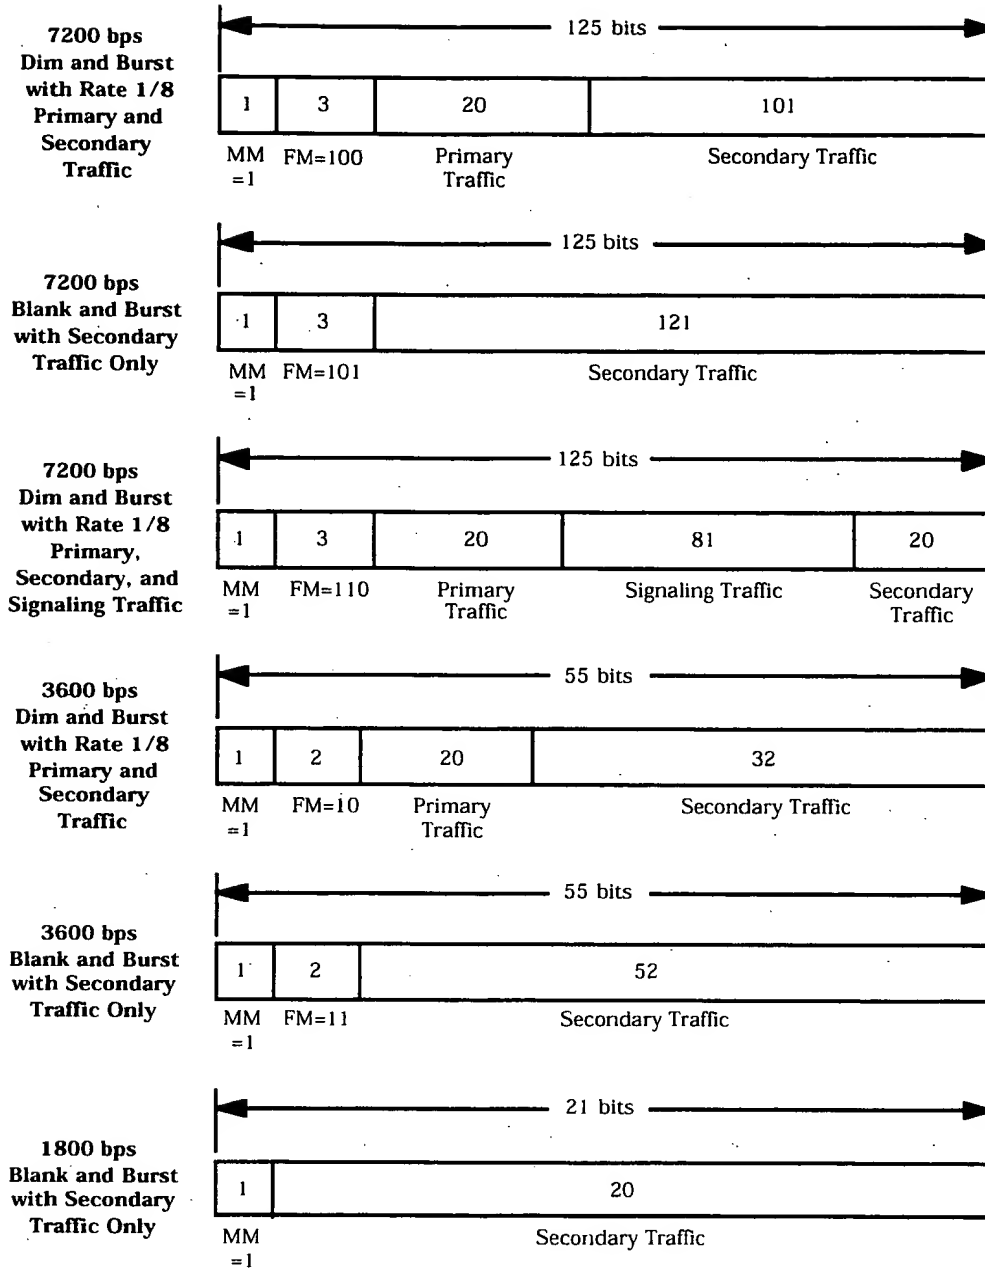 7200 bps
Dim and Burst
with Rate 1/8
Primary and
Secondary
Traffic
125 bits
1 3 20 101
MM
=1
FM=100
Primary
Traffic
Secondary Traffic
7200 bps
Blank and Burst
with Secondary
Traffic Only
125 bits
1 3 121
MM
=1
FM=101
Secondary Traffic
7200 bps
Dim and Burst
with Rate 1/8
Primary,
Secondary, and
Signaling Traffic
125 bits
1 3 20 81 20
MM
=1
FM=110
Primary
Traffic
Signaling Traffic
Secondary
Traffic
3600 bps
Dim and Burst
with Rate 1/8
Primary and
Secondary
Traffic
55 bits
1 2 20 32
MM
=1
FM=10
Primary
Traffic
Secondary Traffic
3600 bps
Blank and Burst
with Secondary
Traffic Only
55 bits
1 2 52
MM
=1
FM=11
Secondary Traffic
1800 bps
Blank and Burst
with Secondary
Traffic Only
21 bits
1 20
MM
=1
Secondary Traffic